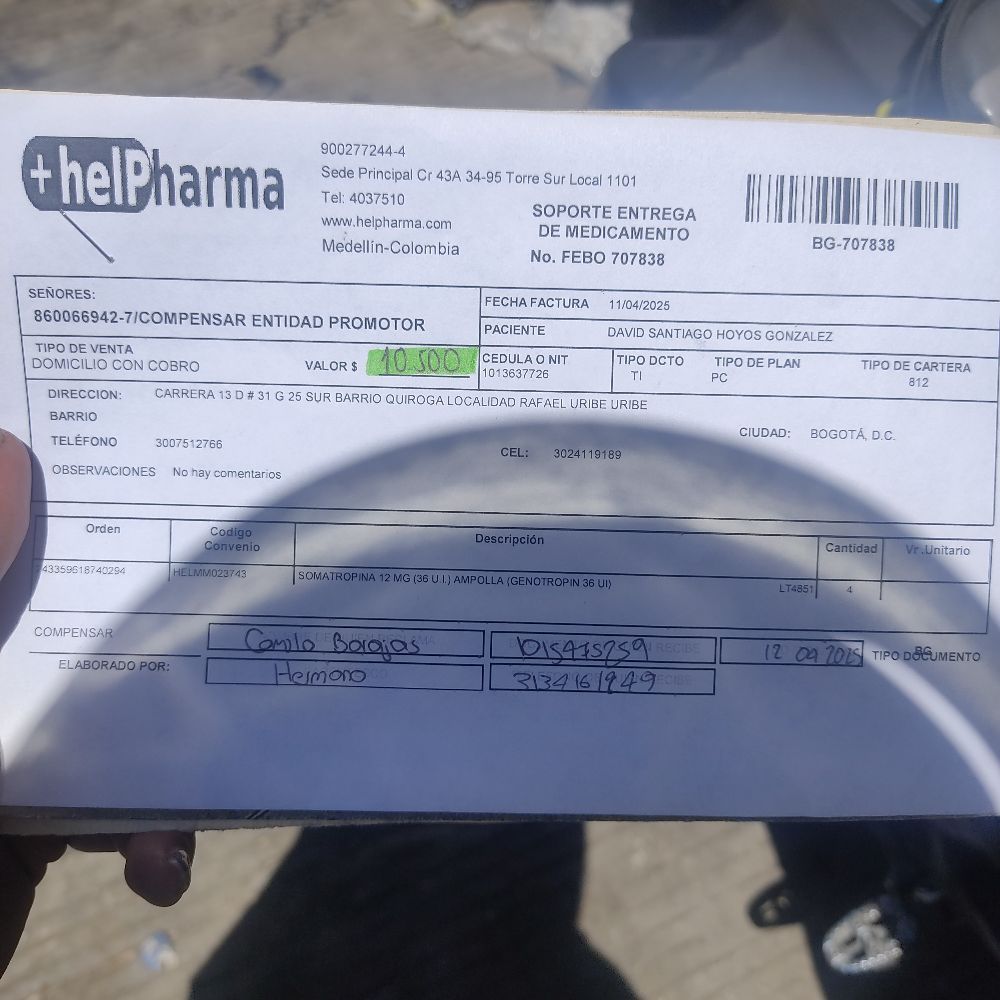 +helPharma
900277244-4
Sede Principal Cr 43A 34-95 Torre Sur Local 1101
Tel: 4037510
www.helpharma.com
Medellín-Colombia
SOPORTE ENTREGA
DE MEDICAMENTO
No. FEBO 707838
BG-707838
SEÑORES:
860066942-7/COMPENSAR ENTIDAD PROMOTOR
FECHA FACTURA 11/04/2025
PACIENTE DAVID SANTIAGO HOYOS GONZALEZ
TIPO DE VENTA
DOMICILIO CON COBRO
VALOR $ 10.500
CEDULA O NIT
1013637726
TIPO DCTO
TI
TIPO DE PLAN
PC
TIPO DE CARTERA
812
DIRECCION: CARRERA 13 D # 31 G 25 SUR BARRIO QUIROGA LOCALIDAD RAFAEL URIBE URIBE
BARRIO
CIUDAD: BOGOTÁ, D.C.
TELÉFONO 3007512766
CEL: 3024119189
OBSERVACIONES No hay comentarios
Orden
Codigo
Convenio
Descripción
Cantidad
Vr.Unitario
43359618740294
HELMM023743
SOMATROPINA 12 MG (36 U.I.) AMPOLLA (GENOTROPIN 36 UI)
LT4851
4
COMPENSAR
Camilo Barajas
1015475259
RECIBE
12 04 2025
BG
TIPO DOCUMENTO
ELABORADO POR:
Hermano
3134161949